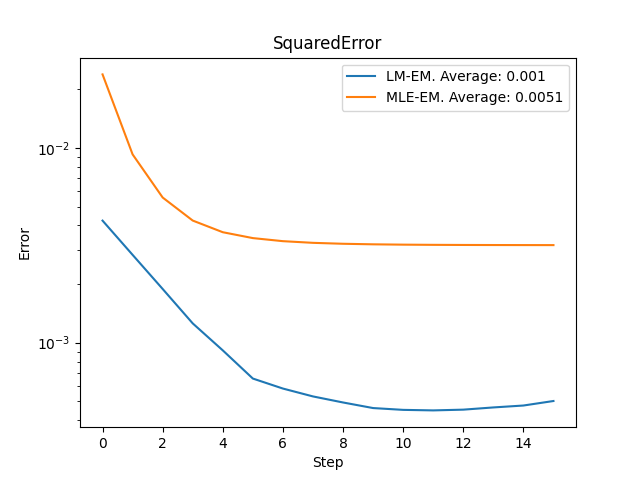 SquaredError
LM-EM. Average: 0.001
MLE-EM. Average: 0.0051
Error
10⁻²
10⁻³
0 2 4 6 8 10 12 14
Step